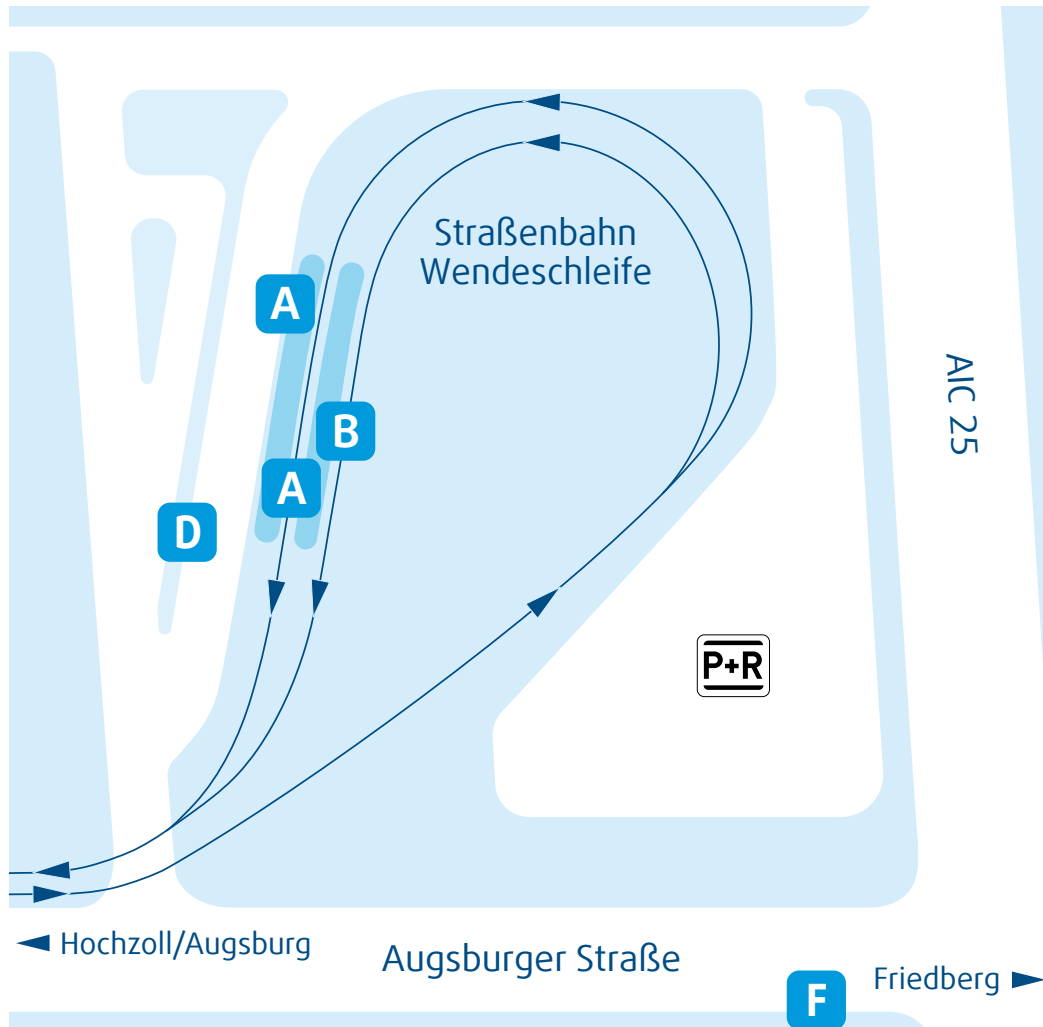 Straßenbahn
Wendeschleife
A
B
A
D
AIC 25
P+R
Hochzoll/Augsburg
Augsburger Straße
Friedberg
F